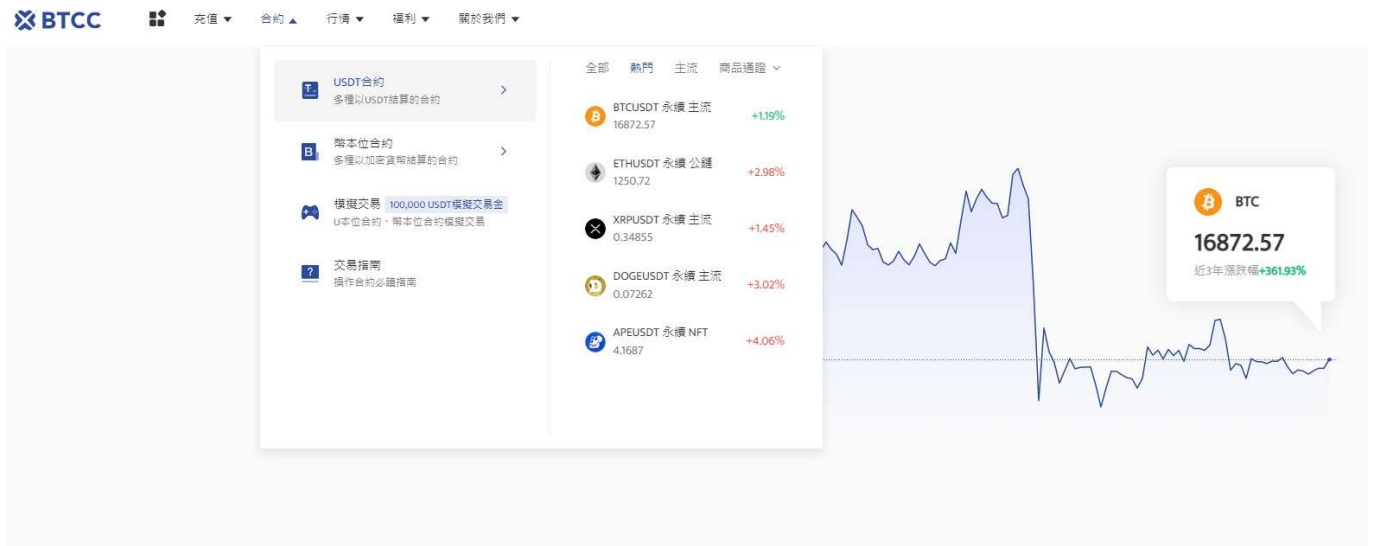 BTCC
充值 ▼
合約 ▲
行情 ▼
福利 ▼
關於我們 ▼
USDT合約
多種以USDT結算的合約
幣本位合約
多種以加密貨幣結算的合約
模擬交易 100,000 USDT模擬交易金
U本位合約、幣本位合約模擬交易
交易指南
操作合約必讀指南
全部 熱門 主流 商品通證
BTCUSDT 永續 主流
16872.57
+1.19%
ETHUSDT 永續 公鏈
1250.72
+2.98%
XRPUSDT 永續 主流
0.34855
+1.45%
DOGEUSDT 永續 主流
0.07262
+3.02%
APEUSDT 永續 NFT
4.1687
+4.06%
BTC
16872.57
近3年漲跌幅+361.93%